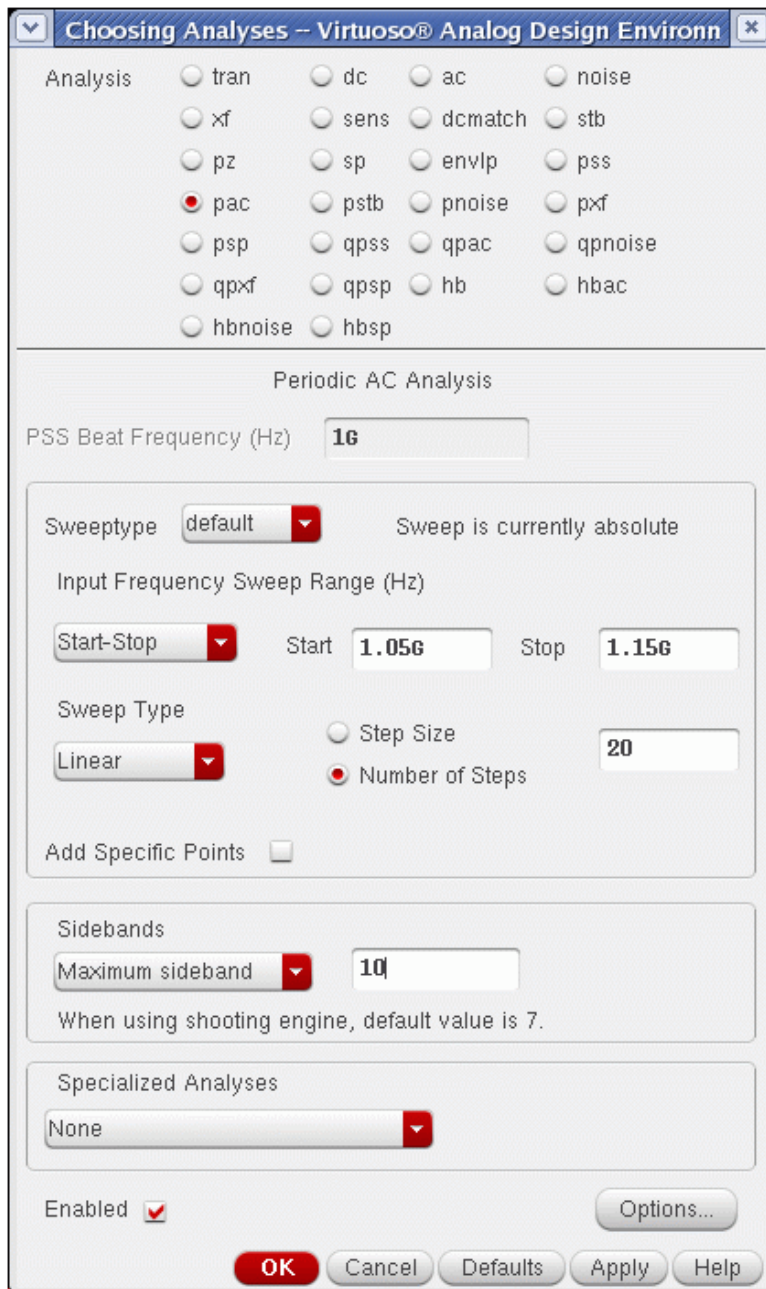 Choosing Analyses -- Virtuoso® Analog Design Environn
Analysis tran dc ac noise
xf sens dcmatch stb
pz sp envlp pss
pac pstb pnoise pxf
psp qpss qpac qpnoise
qpxf qpsp hb hbac
hbnoise hbsp
Periodic AC Analysis
PSS Beat Frequency (Hz) 1G
Sweeptype default Sweep is currently absolute
Input Frequency Sweep Range (Hz)
Start-Stop Start 1.05G Stop 1.15G
Sweep Type
Step Size
Linear 20
Number of Steps
Add Specific Points
Sidebands
Maximum sideband 10
When using shooting engine, default value is 7.
Specialized Analyses
None
Enabled Options...
OK Cancel Defaults Apply Help